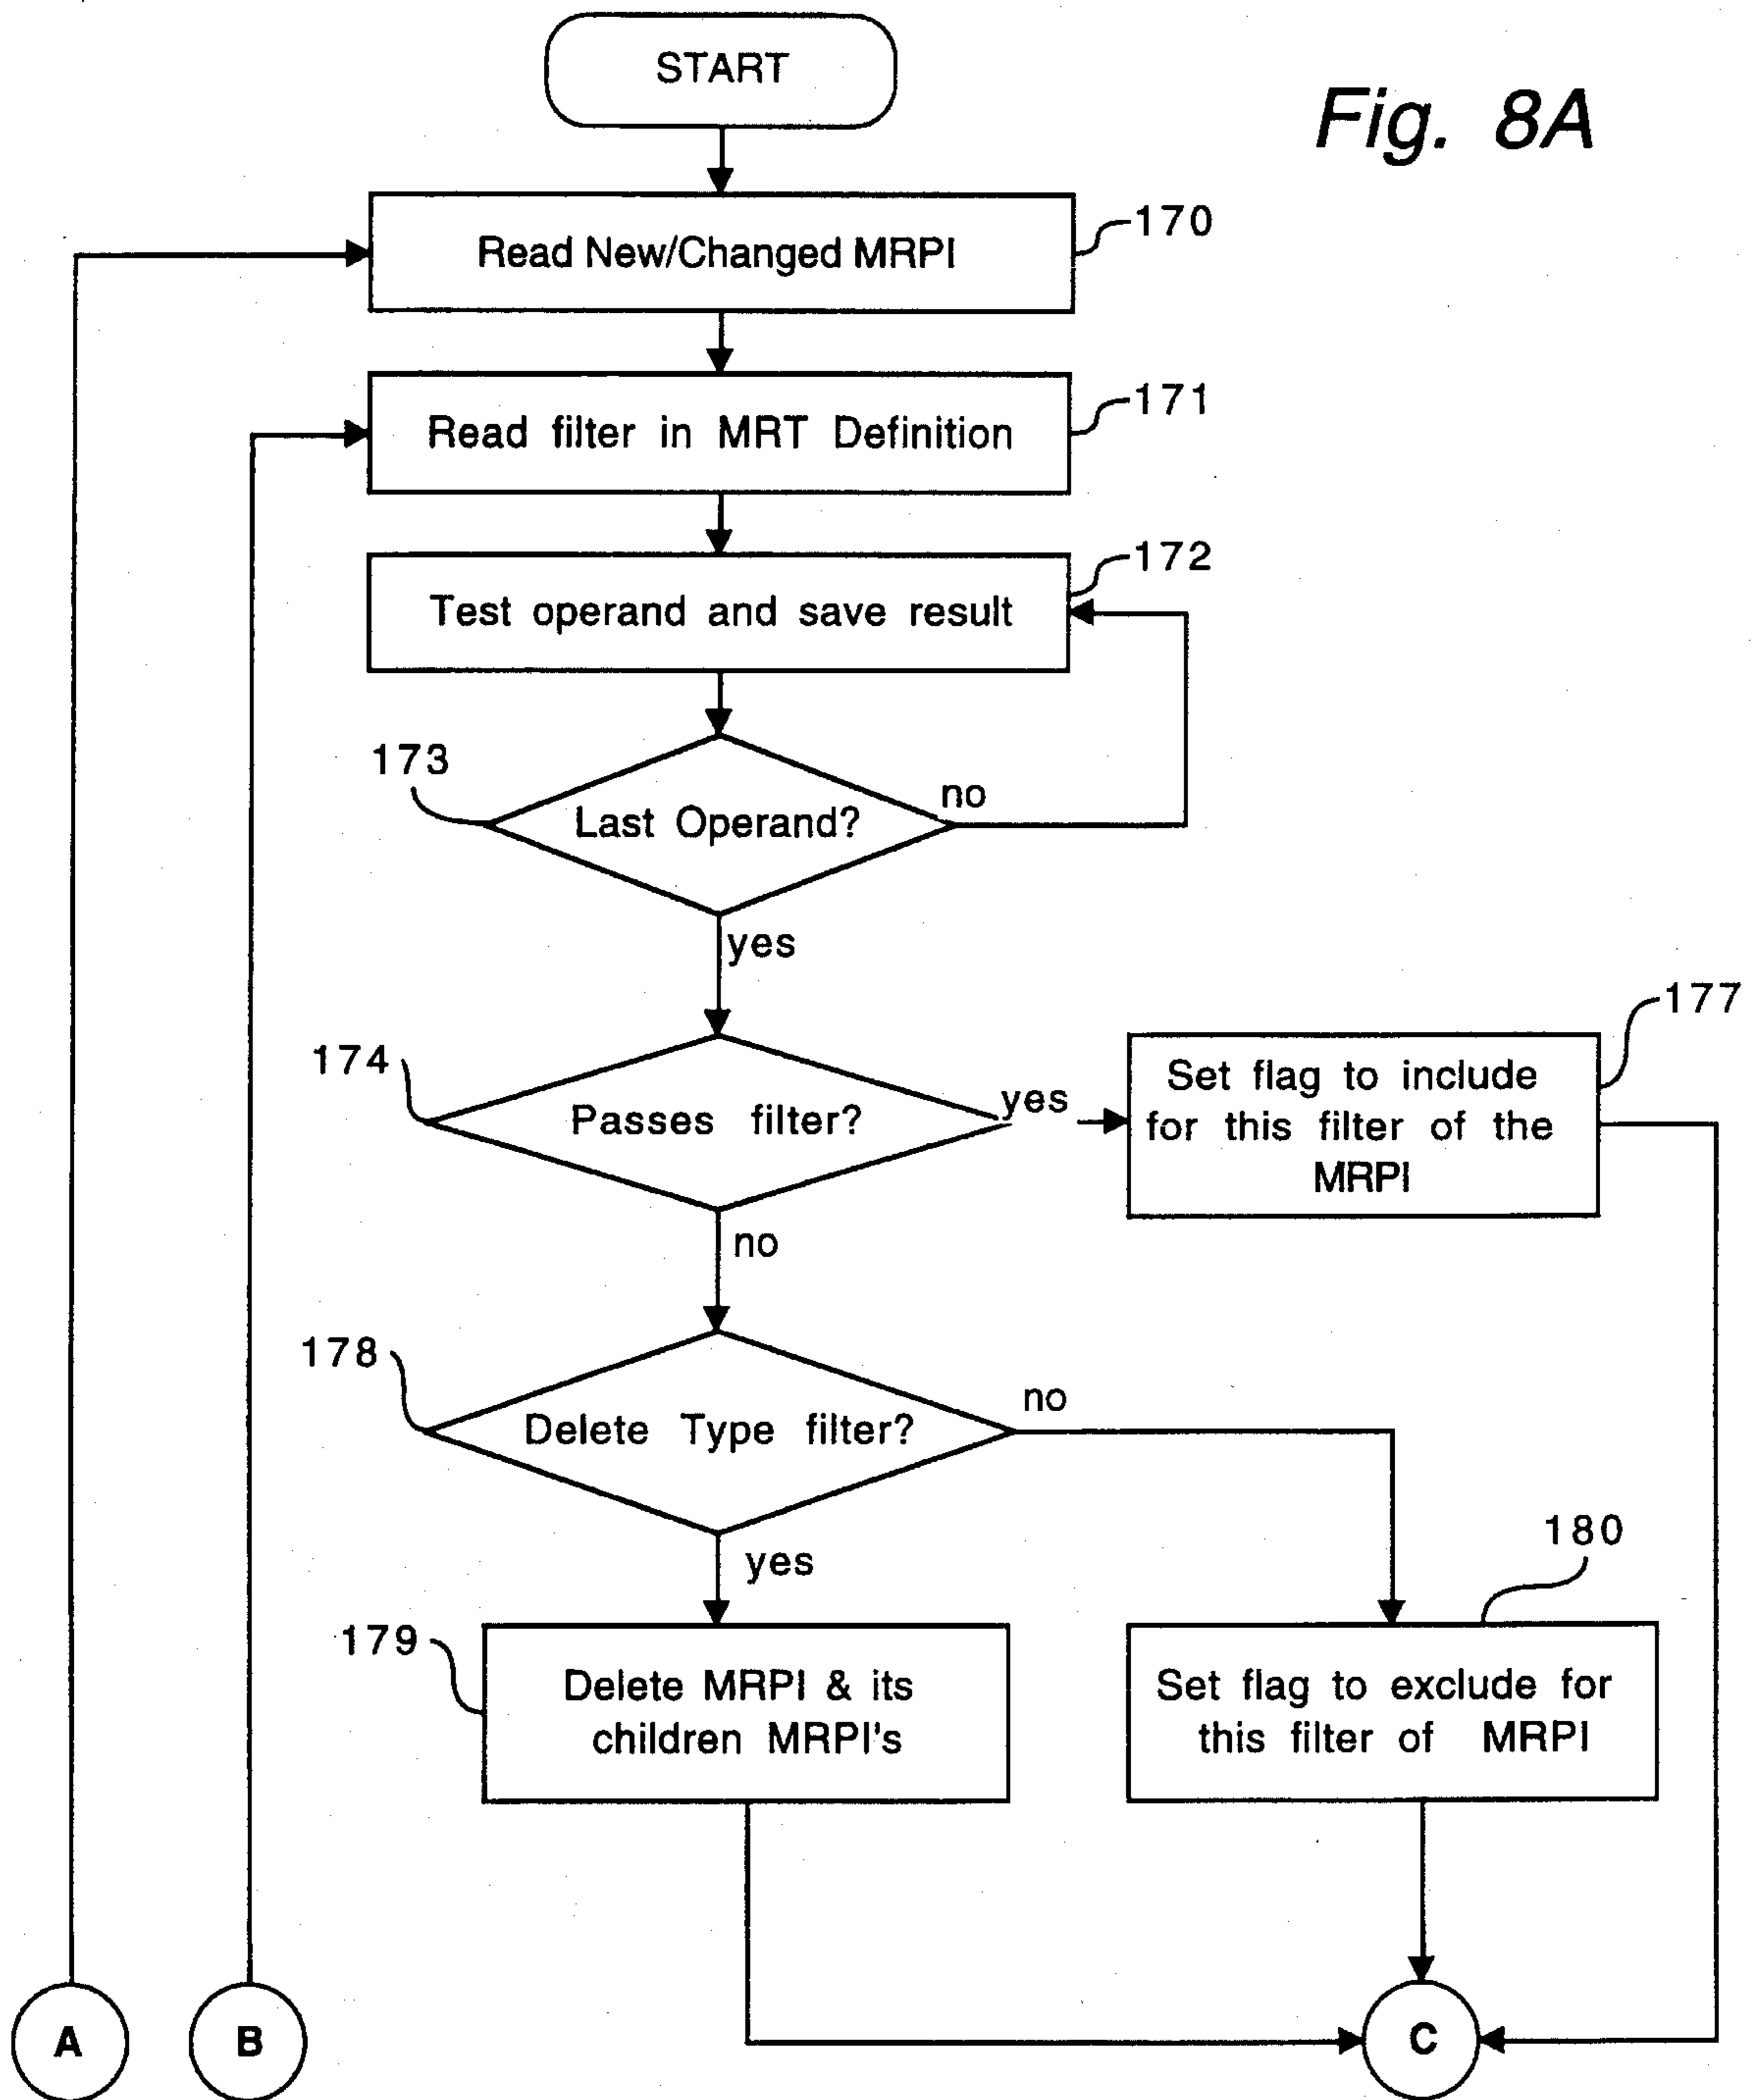 START
Fig. 8A
Read New/Changed MRPI
170
Read filter in MRT Definition
171
Test operand and save result
172
173
Last Operand?
no
yes
174
Passes filter?
yes
177
Set flag to include
for this filter of the
MRPI
no
178
Delete Type filter?
no
yes
179
Delete MRPI & its
children MRPI's
180
Set flag to exclude for
this filter of MRPI
A
B
C